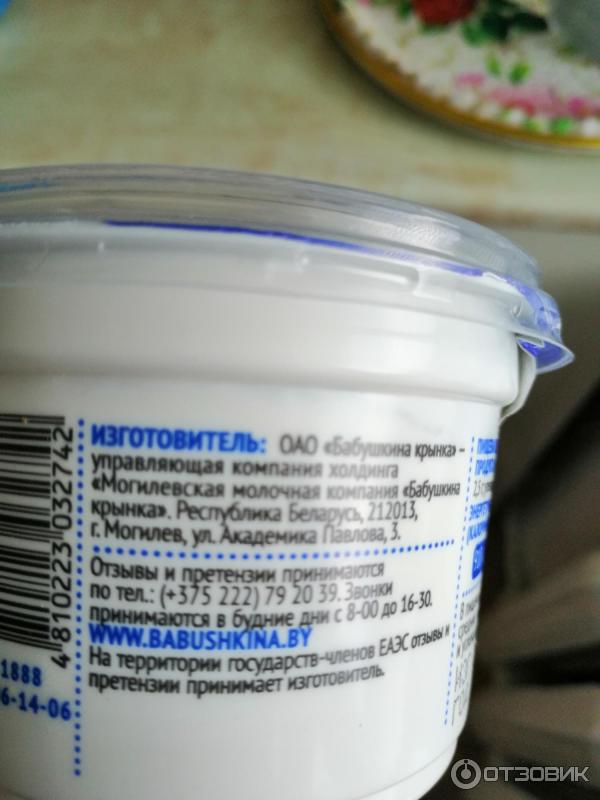 ИЗГОТОВИТЕЛЬ: ОАО «Бабушкина крынка» –
управляющая компания холдинга
«Могилевская молочная компания «Бабушкина
крынка». Республика Беларусь, 212013,
г. Могилев, ул. Академика Павлова, 3.
Отзывы и претензии принимаются
по тел.: (+375 222) 79 20 39. Звонки
принимаются в будние дни с 8-00 до 16-30.
WWW.BABUSHKINA.BY
На территории государств-членов ЕАЭС отзывы и
претензии принимает изготовитель.
4 810223 032742
1888
6-14-06
ОТЗОВИК